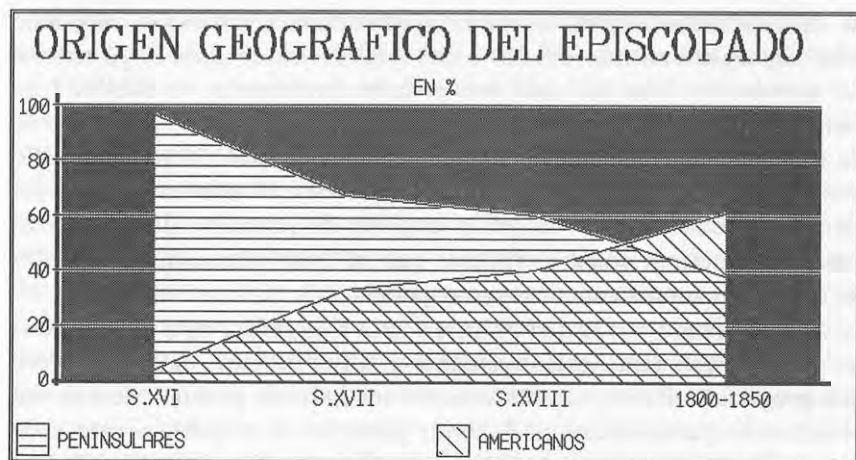 ORIGEN GEOGRAFICO DEL EPISCOPADO
EN %
100
80
60
40
20
0
S.XVI S.XVII S.XVIII 1800-1850
PENINSULARES AMERICANOS